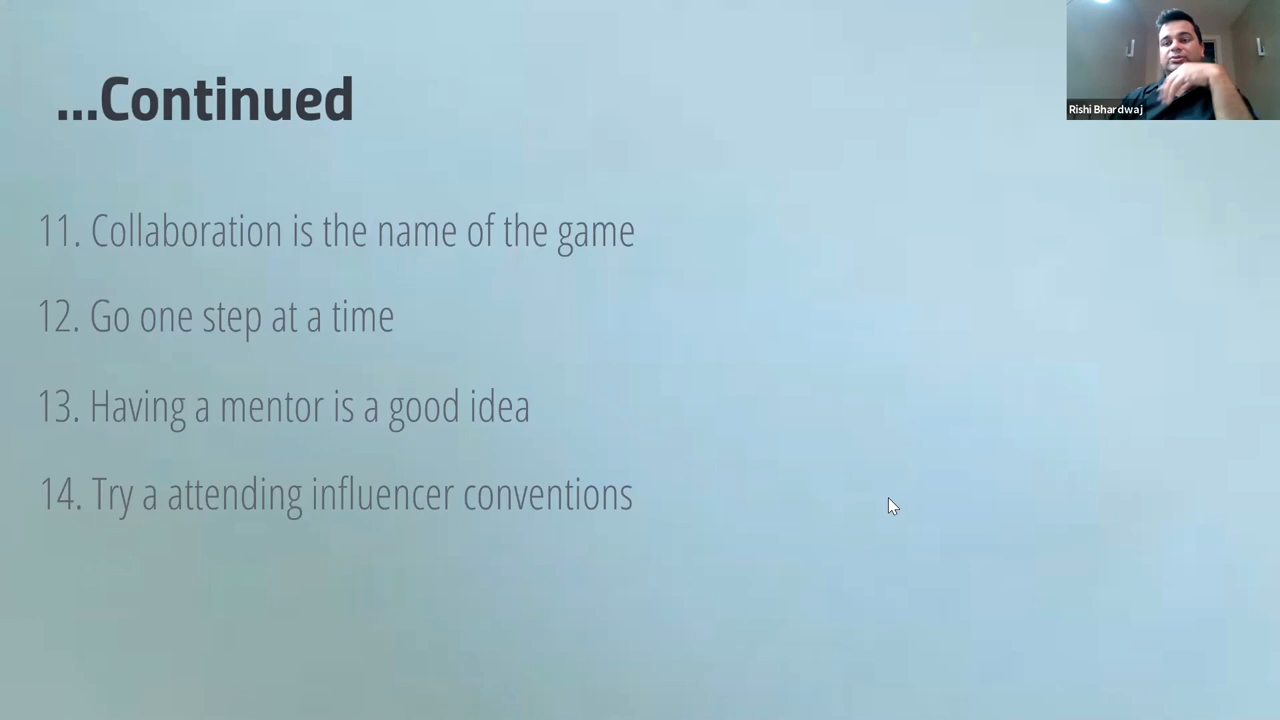 ...Continued
Rishi Bhardwaj
11. Collaboration is the name of the game
12. Go one step at a time
13. Having a mentor is a good idea
14. Try a attending influencer conventions